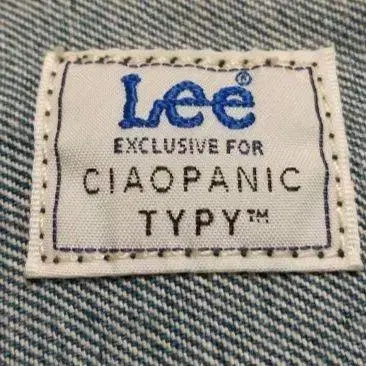 Lee®
EXCLUSIVE FOR
CIAOPANIC
TYPY™